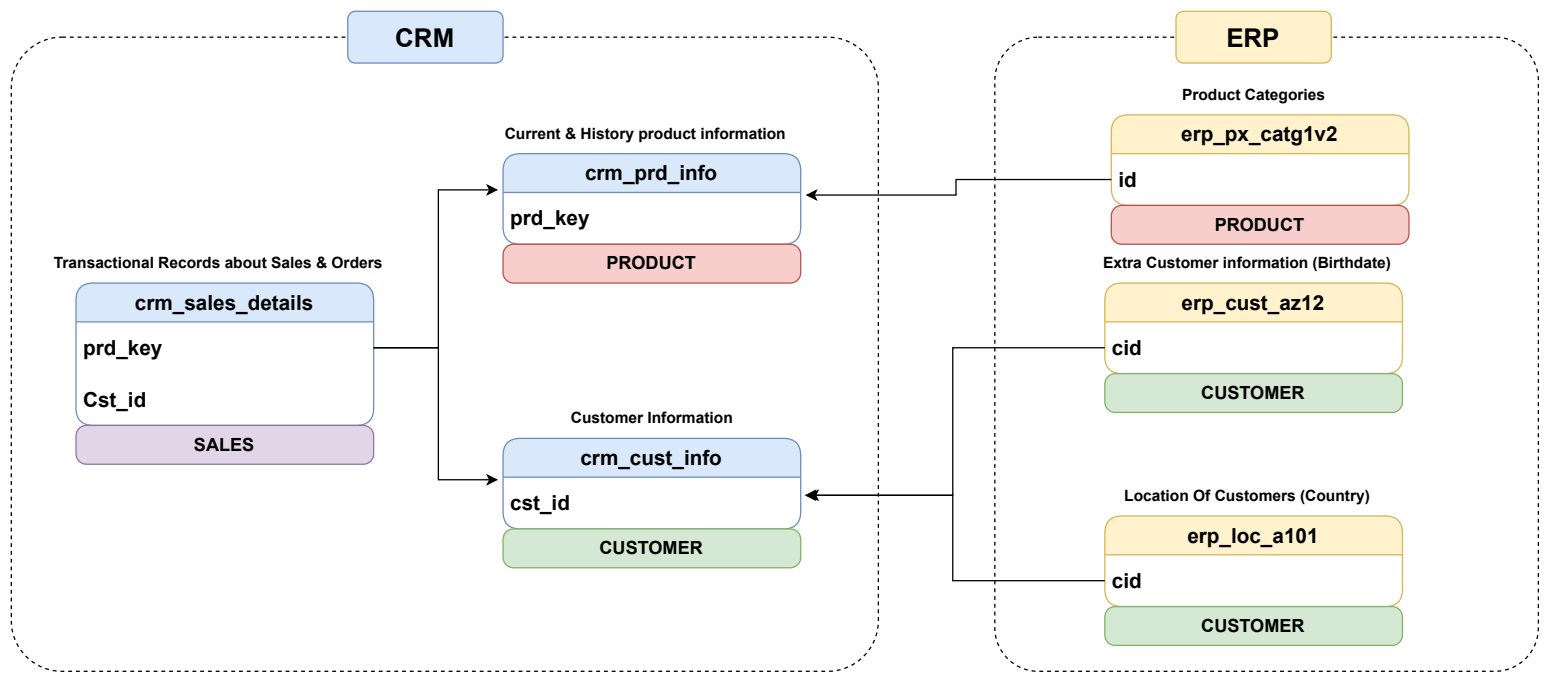 CRM
ERP
Transactional Records about Sales & Orders
crm_sales_details
prd_key
Cst_id
SALES
Current & History product information
crm_prd_info
prd_key
PRODUCT
Customer Information
crm_cust_info
cst_id
CUSTOMER
Product Categories
erp_px_catg1v2
id
PRODUCT
Extra Customer information (Birthdate)
erp_cust_az12
cid
CUSTOMER
Location Of Customers (Country)
erp_loc_a101
cid
CUSTOMER